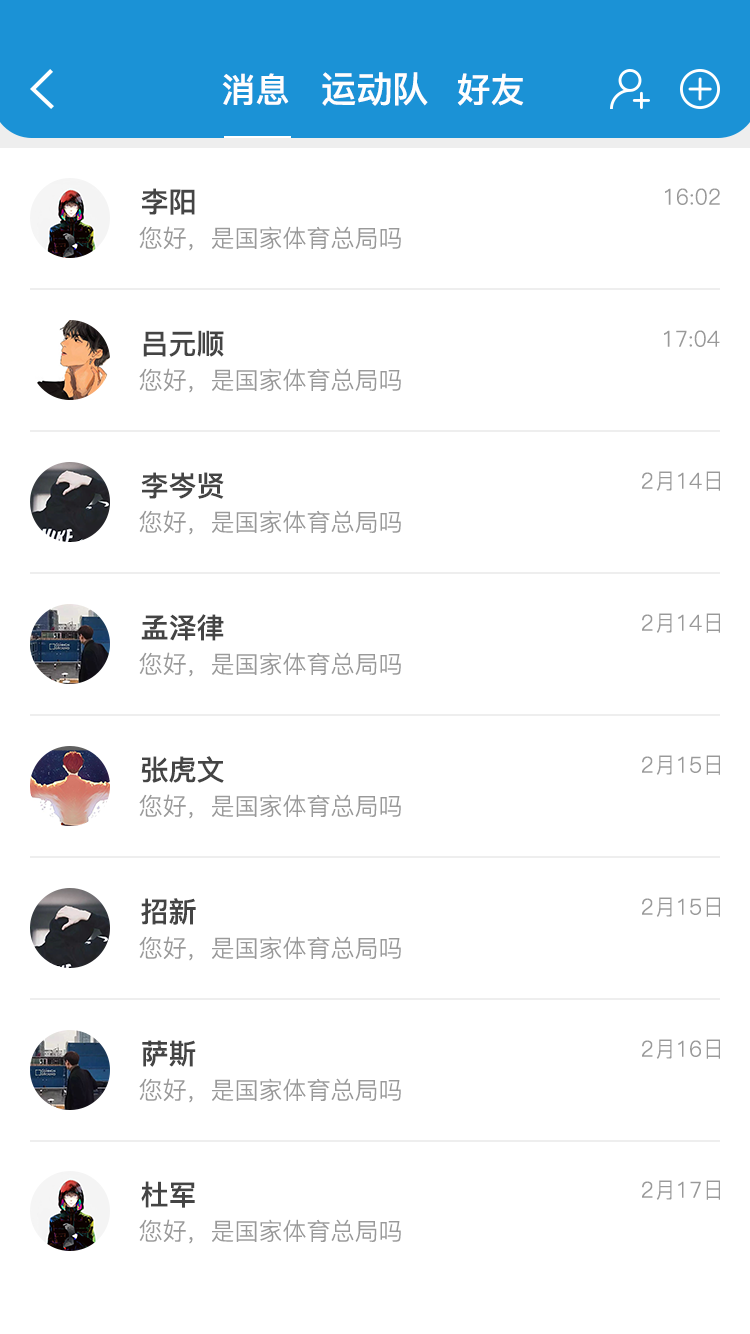 消息 运动队 好友
李阳 16:02
您好，是国家体育总局吗
吕元顺 17:04
您好，是国家体育总局吗
李岑贤 2月14日
您好，是国家体育总局吗
孟泽律 2月14日
您好，是国家体育总局吗
张虎文 2月15日
您好，是国家体育总局吗
招新 2月15日
您好，是国家体育总局吗
萨斯 2月16日
您好，是国家体育总局吗
杜军 2月17日
您好，是国家体育总局吗